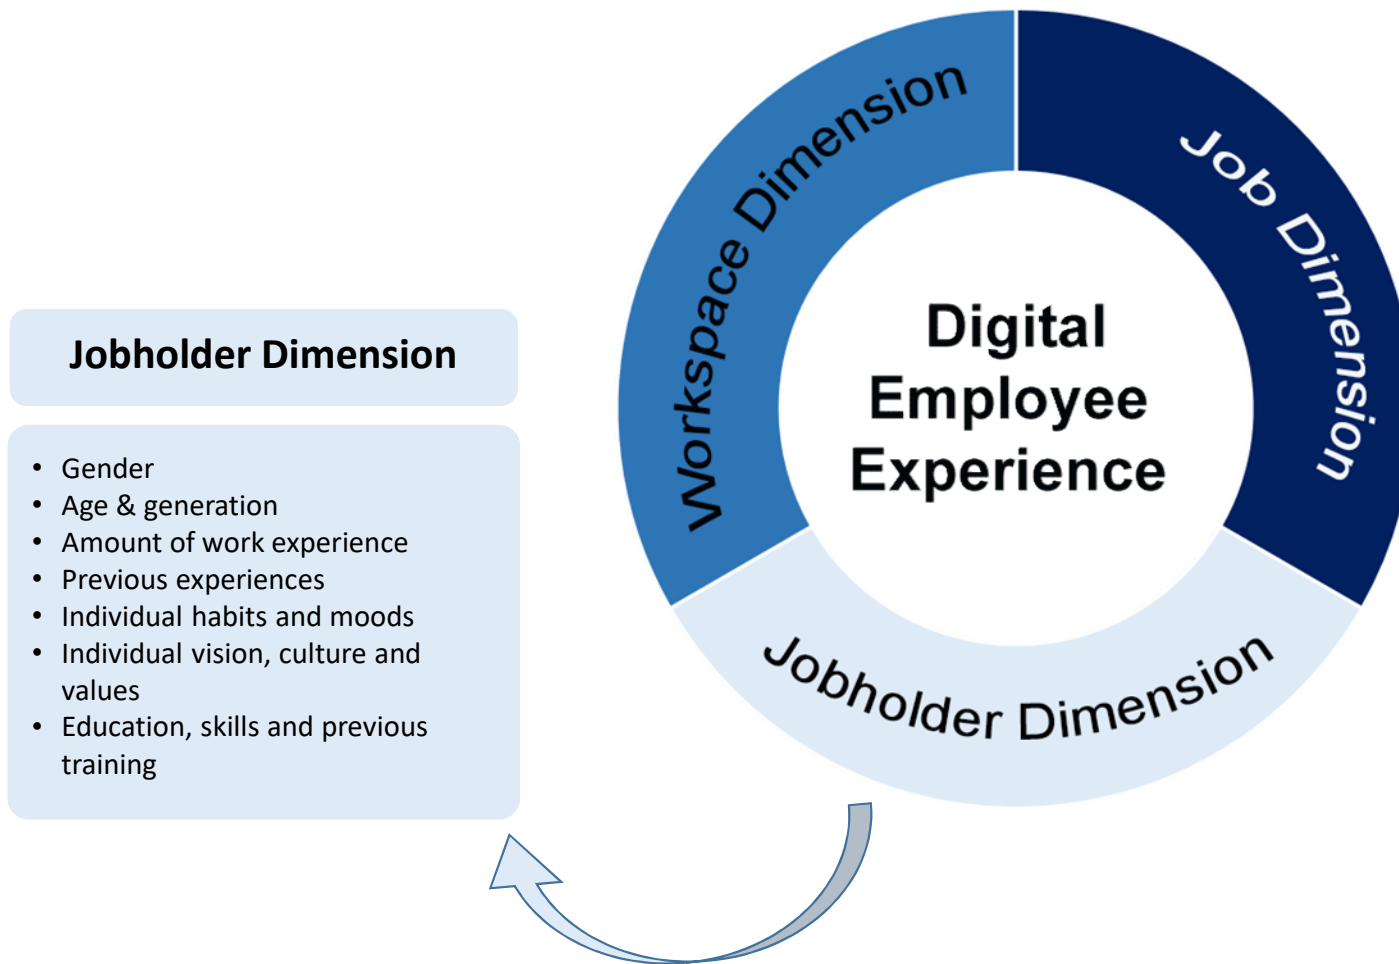 Workspace Dimension
Job Dimension
Digital
Employee
Experience
Jobholder Dimension
Jobholder Dimension
• Gender
• Age & generation
• Amount of work experience
• Previous experiences
• Individual habits and moods
• Individual vision, culture and
values
• Education, skills and previous
training